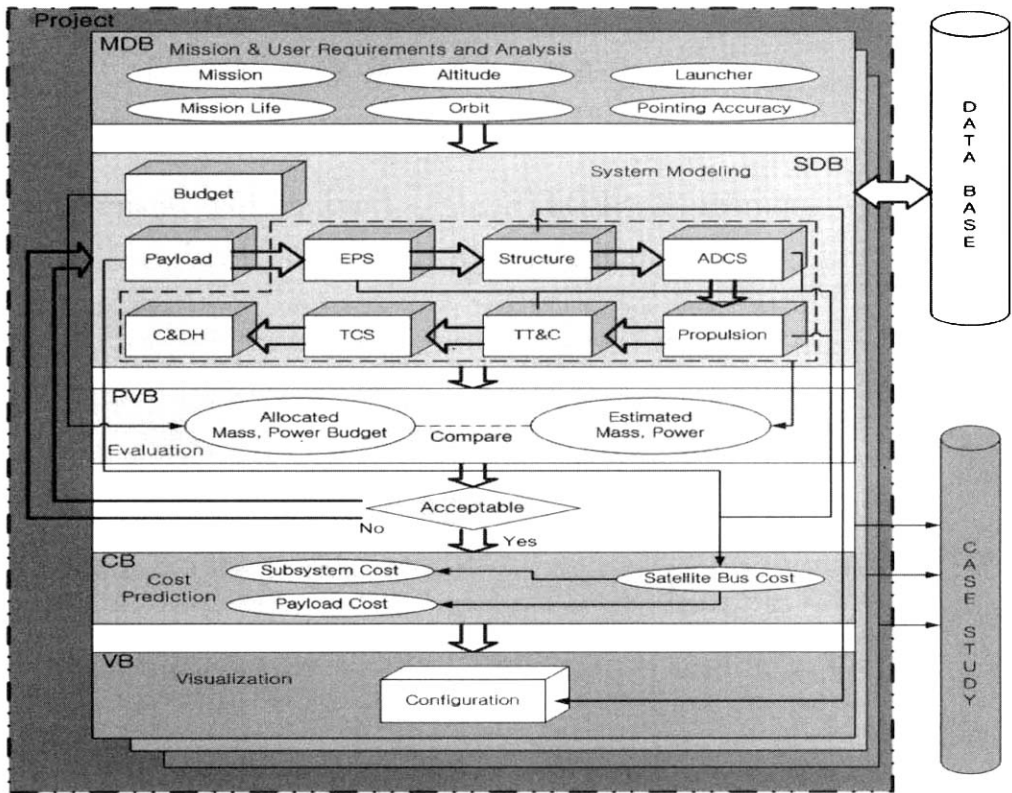 Project
MDB
Mission & User Requirements and Analysis
Mission
Altitude
Launcher
Mission Life
Orbit
Pointing Accuracy
SDB
System Modeling
Budget
Payload
EPS
Structure
ADCS
C&DH
TCS
TT&C
Propulsion
PVB
Allocated
Mass, Power Budget
Compare
Estimated
Mass, Power
Evaluation
Acceptable
No
Yes
CB
Cost
Prediction
Subsystem Cost
Satellite Bus Cost
Payload Cost
VB
Visualization
Configuration
DATA BASE
CASE STUDY